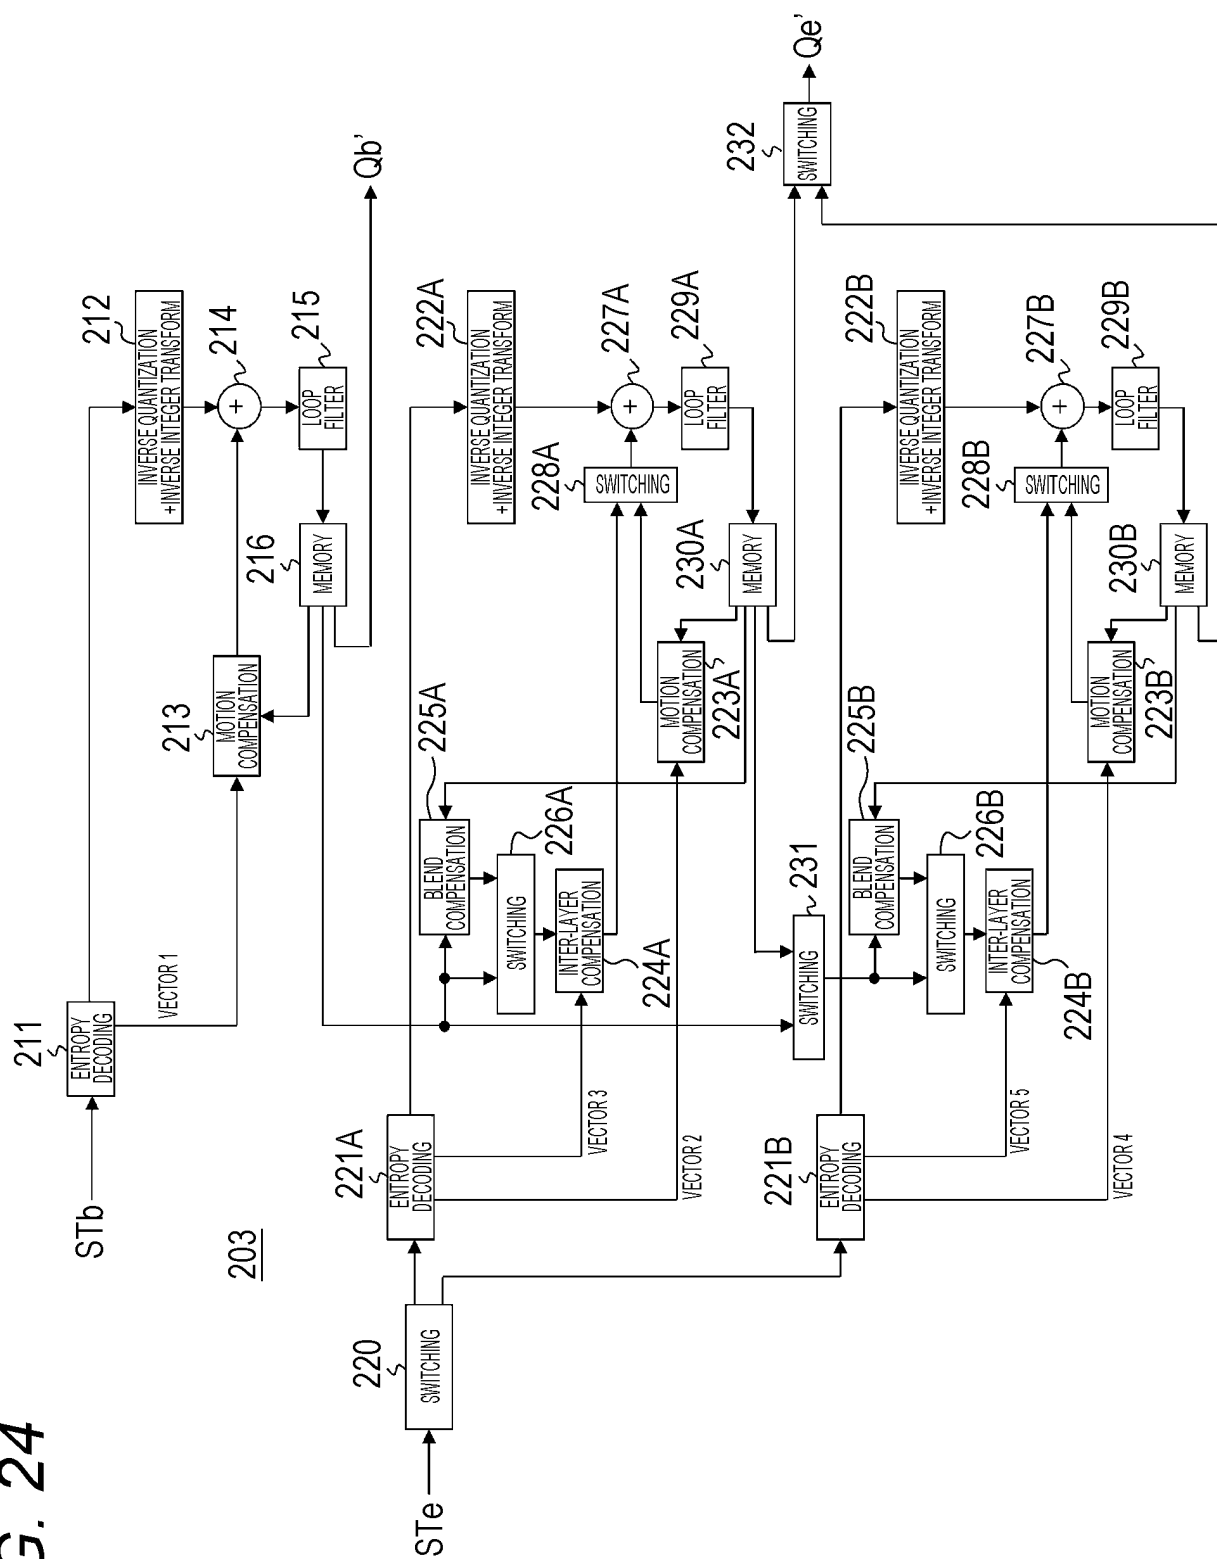 G. 24
203
STb
211
ENTROPY
DECODING
VECTOR 1
212
INVERSE QUANTIZATION
+INVERSE INTEGER TRANSFORM
213
MOTION
COMPENSATION
214
+
215
LOOP
FILTER
216
MEMORY
Qb'
STe
220
SWITCHING
221A
ENTROPY
DECODING
VECTOR 3
VECTOR 2
222A
INVERSE QUANTIZATION
+INVERSE INTEGER TRANSFORM
225A
BLEND
COMPENSATION
226A
SWITCHING
INTER-LAYER
COMPENSATION
224A
228A
SWITCHING
227A
+
229A
LOOP
FILTER
230A
MEMORY
MOTION
COMPENSATION
223A
231
SWITCHING
232
SWITCHING
Qe'
221B
ENTROPY
DECODING
VECTOR 5
VECTOR 4
222B
INVERSE QUANTIZATION
+INVERSE INTEGER TRANSFORM
225B
BLEND
COMPENSATION
226B
SWITCHING
INTER-LAYER
COMPENSATION
224B
228B
SWITCHING
227B
+
229B
LOOP
FILTER
230B
MEMORY
MOTION
COMPENSATION
223B